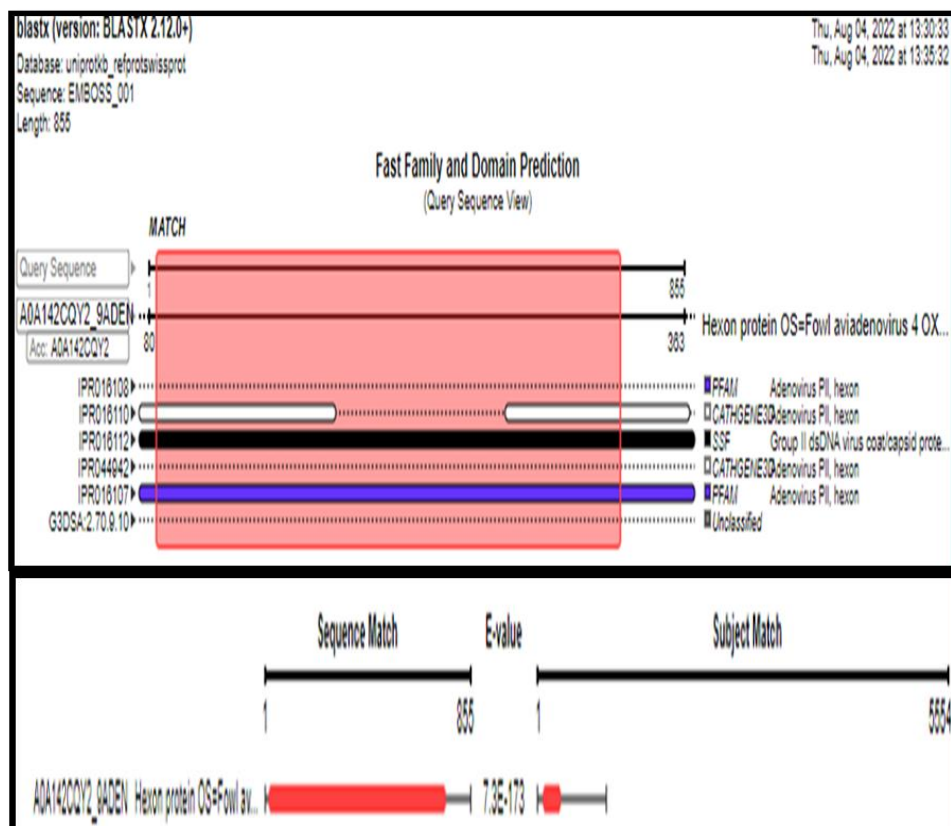 blastx (version: BLASTX 2.12.0+)
Thu, Aug 04, 2022 at 13:30:33
Thu, Aug 04, 2022 at 13:35:32
Database: uniprotkb_refprotswissprot
Sequence: EMBOSS_001
Length: 855
Fast Family and Domain Prediction
(Query Sequence View)
MATCH
Query Sequence
1 855
A0A142CQY2_9ADEN
Hexon protein OS=Fowl aviadenovirus 4 OX...
Acc: A0A142CQY2
80 363
IPR016108 PFAM Adenovirus PII, hexon
IPR016110 CATHGENE3D Adenovirus PII, hexon
IPR016112 SSF Group II dsDNA virus coat/capsid prote...
IPR044942 CATHGENE3D Adenovirus PII, hexon
IPR016107 PFAM Adenovirus PII, hexon
G3DSA:2.70.9.10 Unclassified
Sequence Match E-value Subject Match
1 855 1 5554
A0A142CQY2_9ADEN Hexon protein OS=Fowl av... 7.3E-173